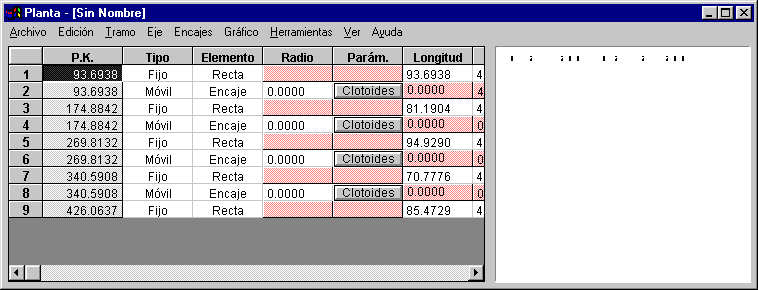 Planta - [Sin Nombre]
Archivo Edición Tramo Eje Encajes Gráfico Herramientas Ver Ayuda
P.K. Tipo Elemento Radio Parám. Longitud
1 93.6938 Fijo Recta 93.6938 4
2 93.6938 Móvil Encaje 0.0000 Clotoides 0.0000 4
3 174.8842 Fijo Recta 81.1904 4
4 174.8842 Móvil Encaje 0.0000 Clotoides 0.0000 0
5 269.8132 Fijo Recta 94.9290 4
6 269.8132 Móvil Encaje 0.0000 Clotoides 0.0000 0
7 340.5908 Fijo Recta 70.7776 4
8 340.5908 Móvil Encaje 0.0000 Clotoides 0.0000 0
9 426.0637 Fijo Recta 85.4729 4